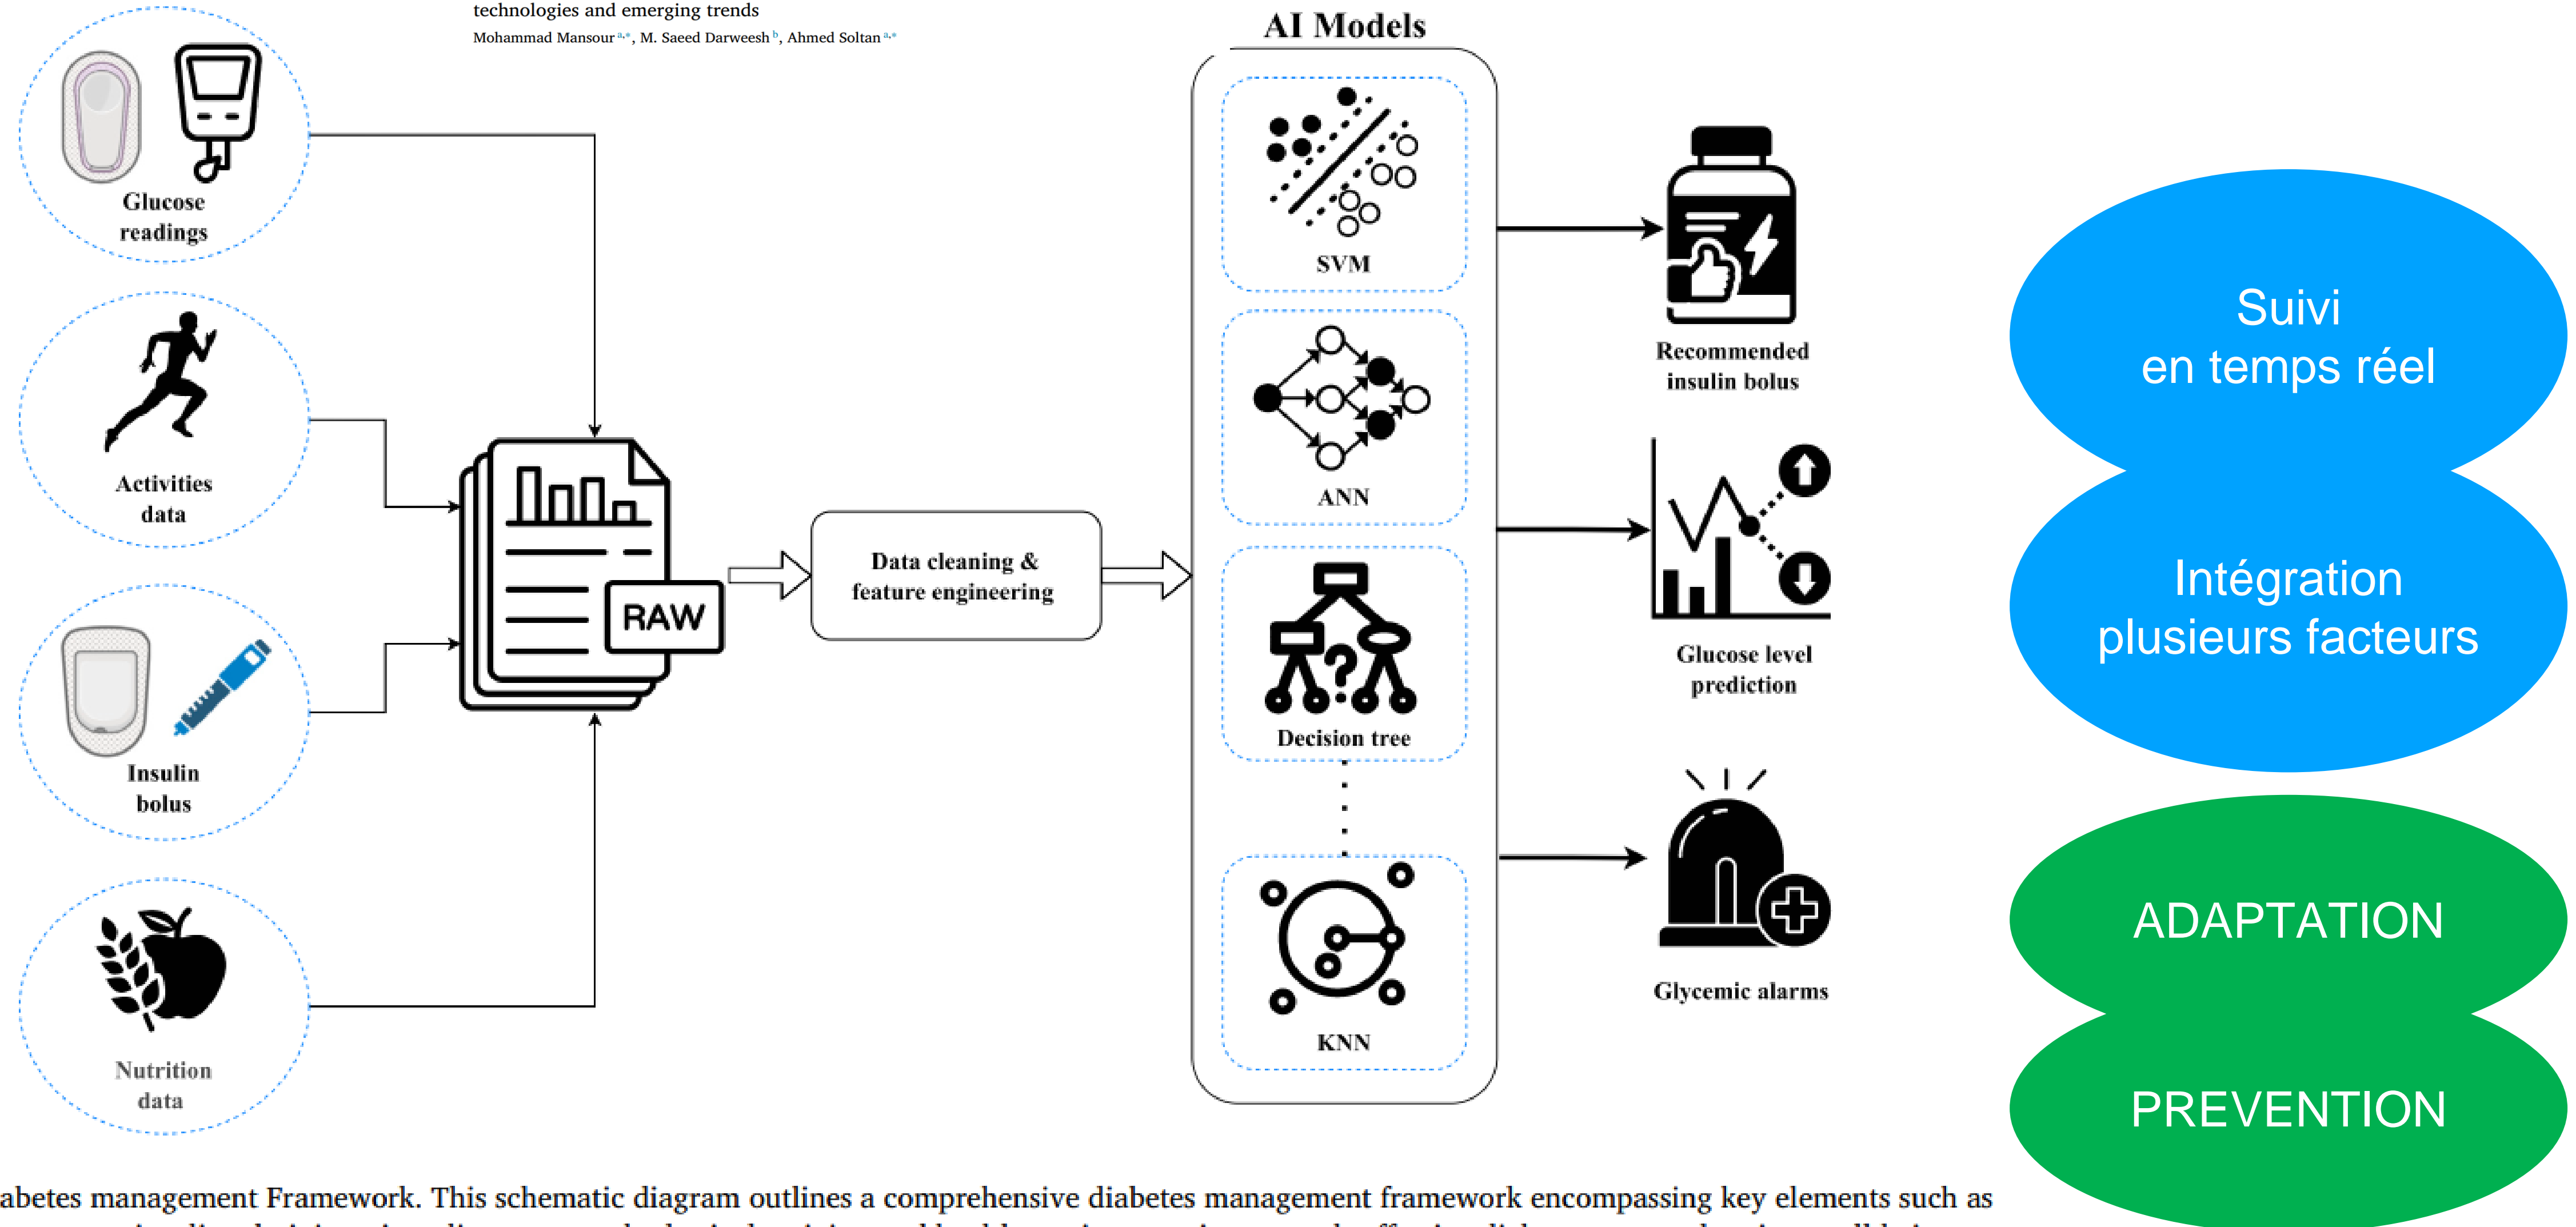 technologies and emerging trends
Mohammad Mansour a,*, M. Saeed Darweesh b, Ahmed Soltan a,*
Glucose
readings
Activities
data
Insulin
bolus
Nutrition
data
RAW
Data cleaning &
feature engineering
AI Models
SVM
ANN
Decision tree
KNN
Recommended
insulin bolus
Glucose level
prediction
Glycemic alarms
Suivi
en temps réel
Intégration
plusieurs facteurs
ADAPTATION
PREVENTION
abetes management Framework. This schematic diagram outlines a comprehensive diabetes management framework encompassing key elements such as